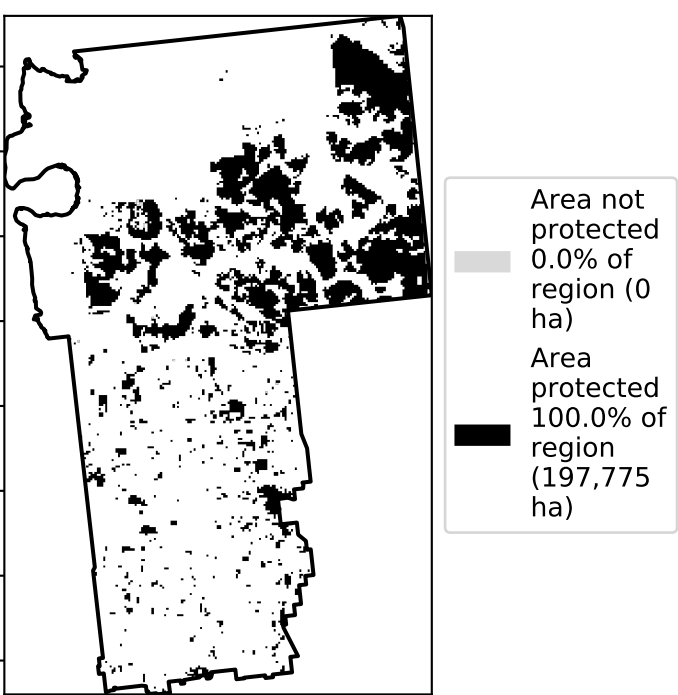 Area not
protected
0.0% of
region (0
ha)
Area
protected
100.0% of
region
(197,775
ha)